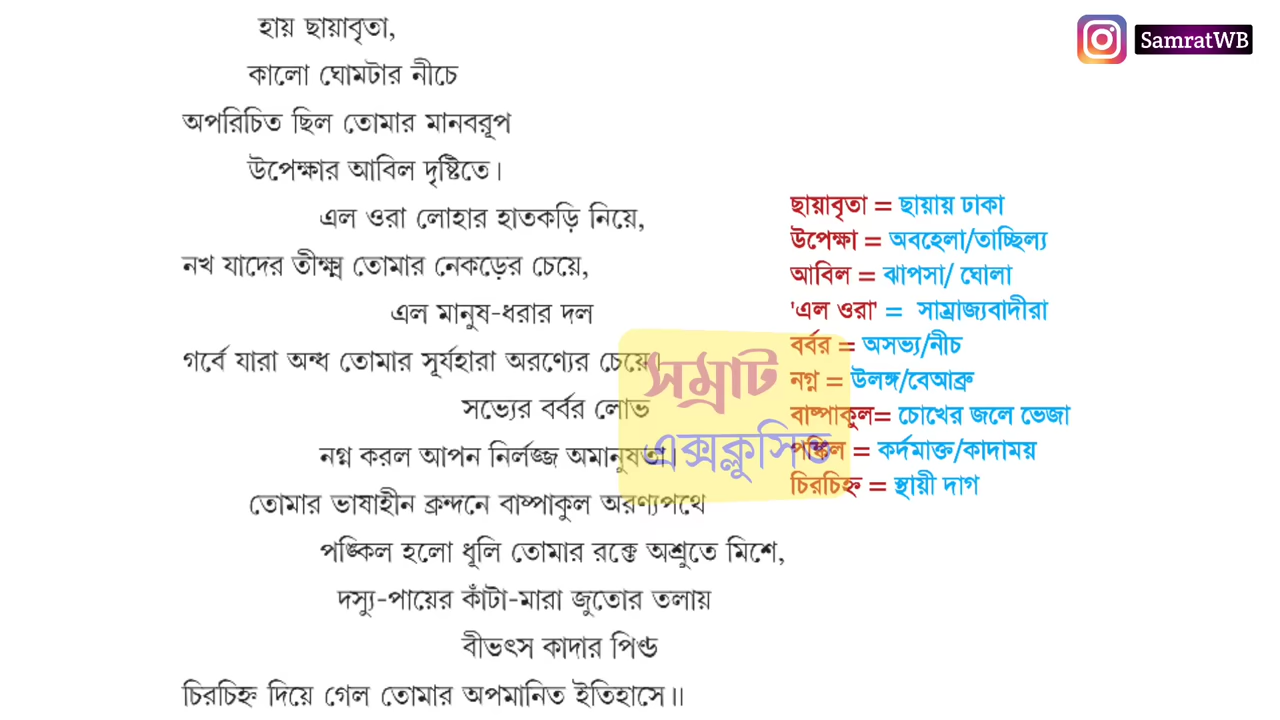 হায় ছায়াবৃতা,
কালো ঘোমটার নীচে
অপরিচিত ছিল তোমার মানবরূপ
উপেক্ষার আবিল দৃষ্টিতে।
এল ওরা লোহার হাতকড়ি নিয়ে,
নখ যাদের তীক্ষ্ণ তোমার নেকড়ের চেয়ে,
এল মানুষ-ধরার দল
গর্বে যারা অন্ধ তোমার সূর্যহারা অরণ্যের চেয়ে।
সভ্যের বর্বর লোভ
নগ্ন করল আপন নির্লজ্জ অমানুষতা।
তোমার ভাষাহীন ক্রন্দনে বাষ্পাকুল অরণ্যপথে
পঙ্কিল হলো ধূলি তোমার রক্তে অশ্রুতে মিশে,
দস্যু-পায়ের কাঁটা-মারা জুতোর তলায়
বীভৎস কাদার পিণ্ড
চিরচিহ্ন দিয়ে গেল তোমার অপমানিত ইতিহাসে॥
SamratWB
ছায়াবৃতা = ছায়ায় ঢাকা
উপেক্ষা = অবহেলা/তাচ্ছিল্য
আবিল = ঝাপসা/ ঘোলা
'এল ওরা' = সাম্রাজ্যবাদীরা
বর্বর = অসভ্য/নীচ
নগ্ন = উলঙ্গ/বেআব্রু
বাষ্পাকুল= চোখের জলে ভেজা
পঙ্কিল = কর্দমাক্ত/কাদাময়
চিরচিহ্ন = স্থায়ী দাগ
সম্রাট
এক্সক্লুসিভ